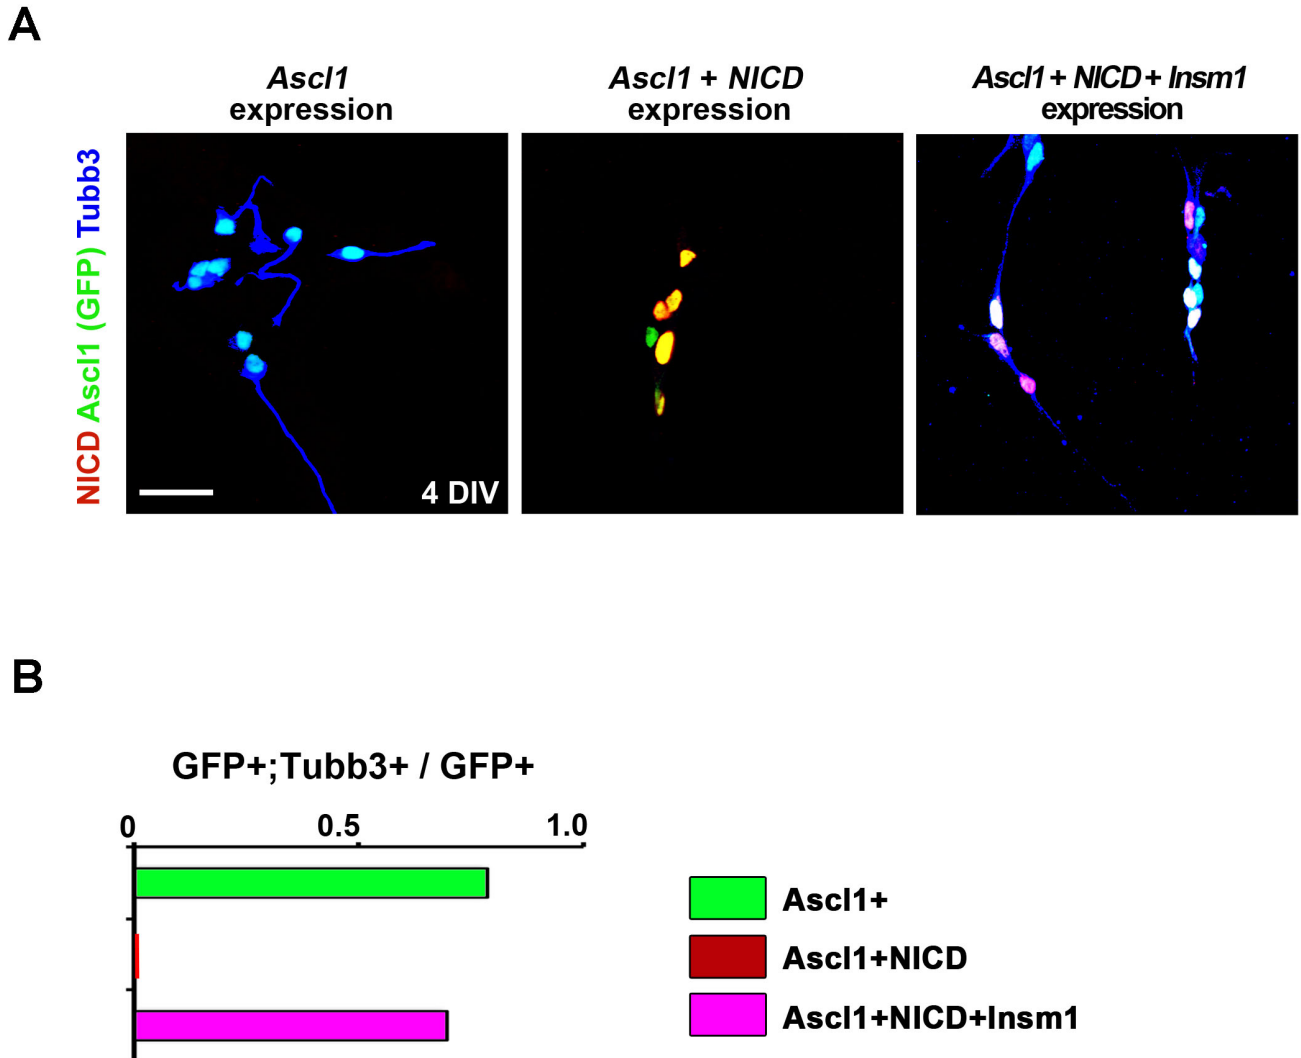 A
Ascl1
expression
Ascl1 + NICD
expression
Ascl1 + NICD + Insm1
expression
NICD Ascl1 (GFP) Tubb3
4 DIV
B
GFP+;Tubb3+ / GFP+
0 0.5 1.0
Ascl1+
Ascl1+NICD
Ascl1+NICD+Insm1